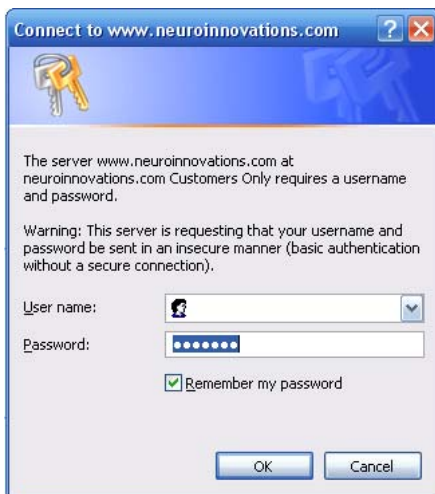 Connect to www.neuroinnovations.com
The server www.neuroinnovations.com at
neuroinnovations.com Customers Only requires a username
and password.
Warning: This server is requesting that your username and
password be sent in an insecure manner (basic authentication
without a secure connection).
User name:
Password:
Remember my password
OK Cancel